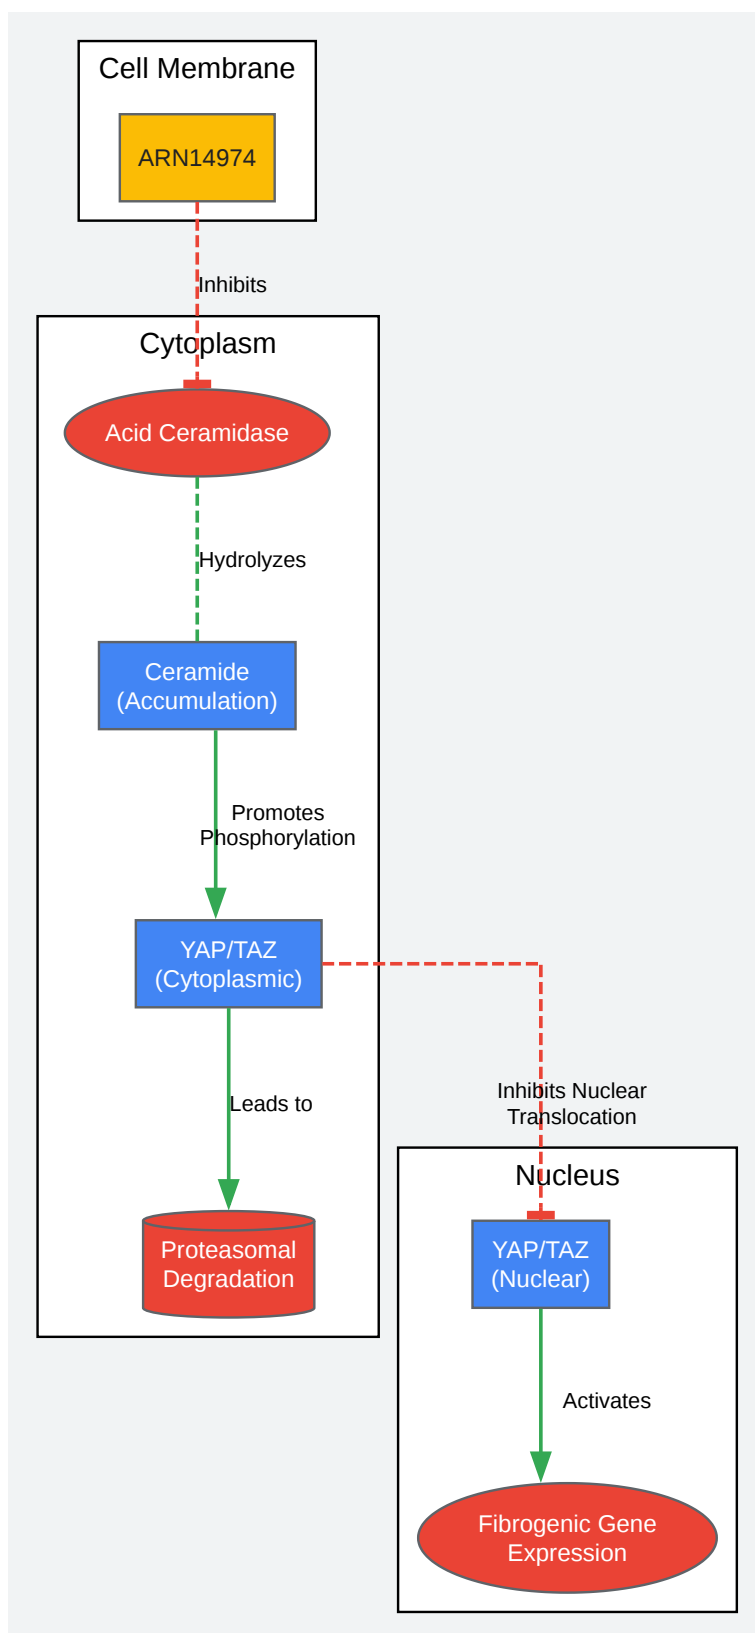 Cell Membrane
ARN14974
Inhibits
Cytoplasm
Acid Ceramidase
Hydrolyzes
Ceramide
(Accumulation)
Promotes
Phosphorylation
YAP/TAZ
(Cytoplasmic)
Leads to
Inhibits Nuclear
Translocation
Nucleus
Proteasomal
Degradation
YAP/TAZ
(Nuclear)
Activates
Fibrogenic Gene
Expression